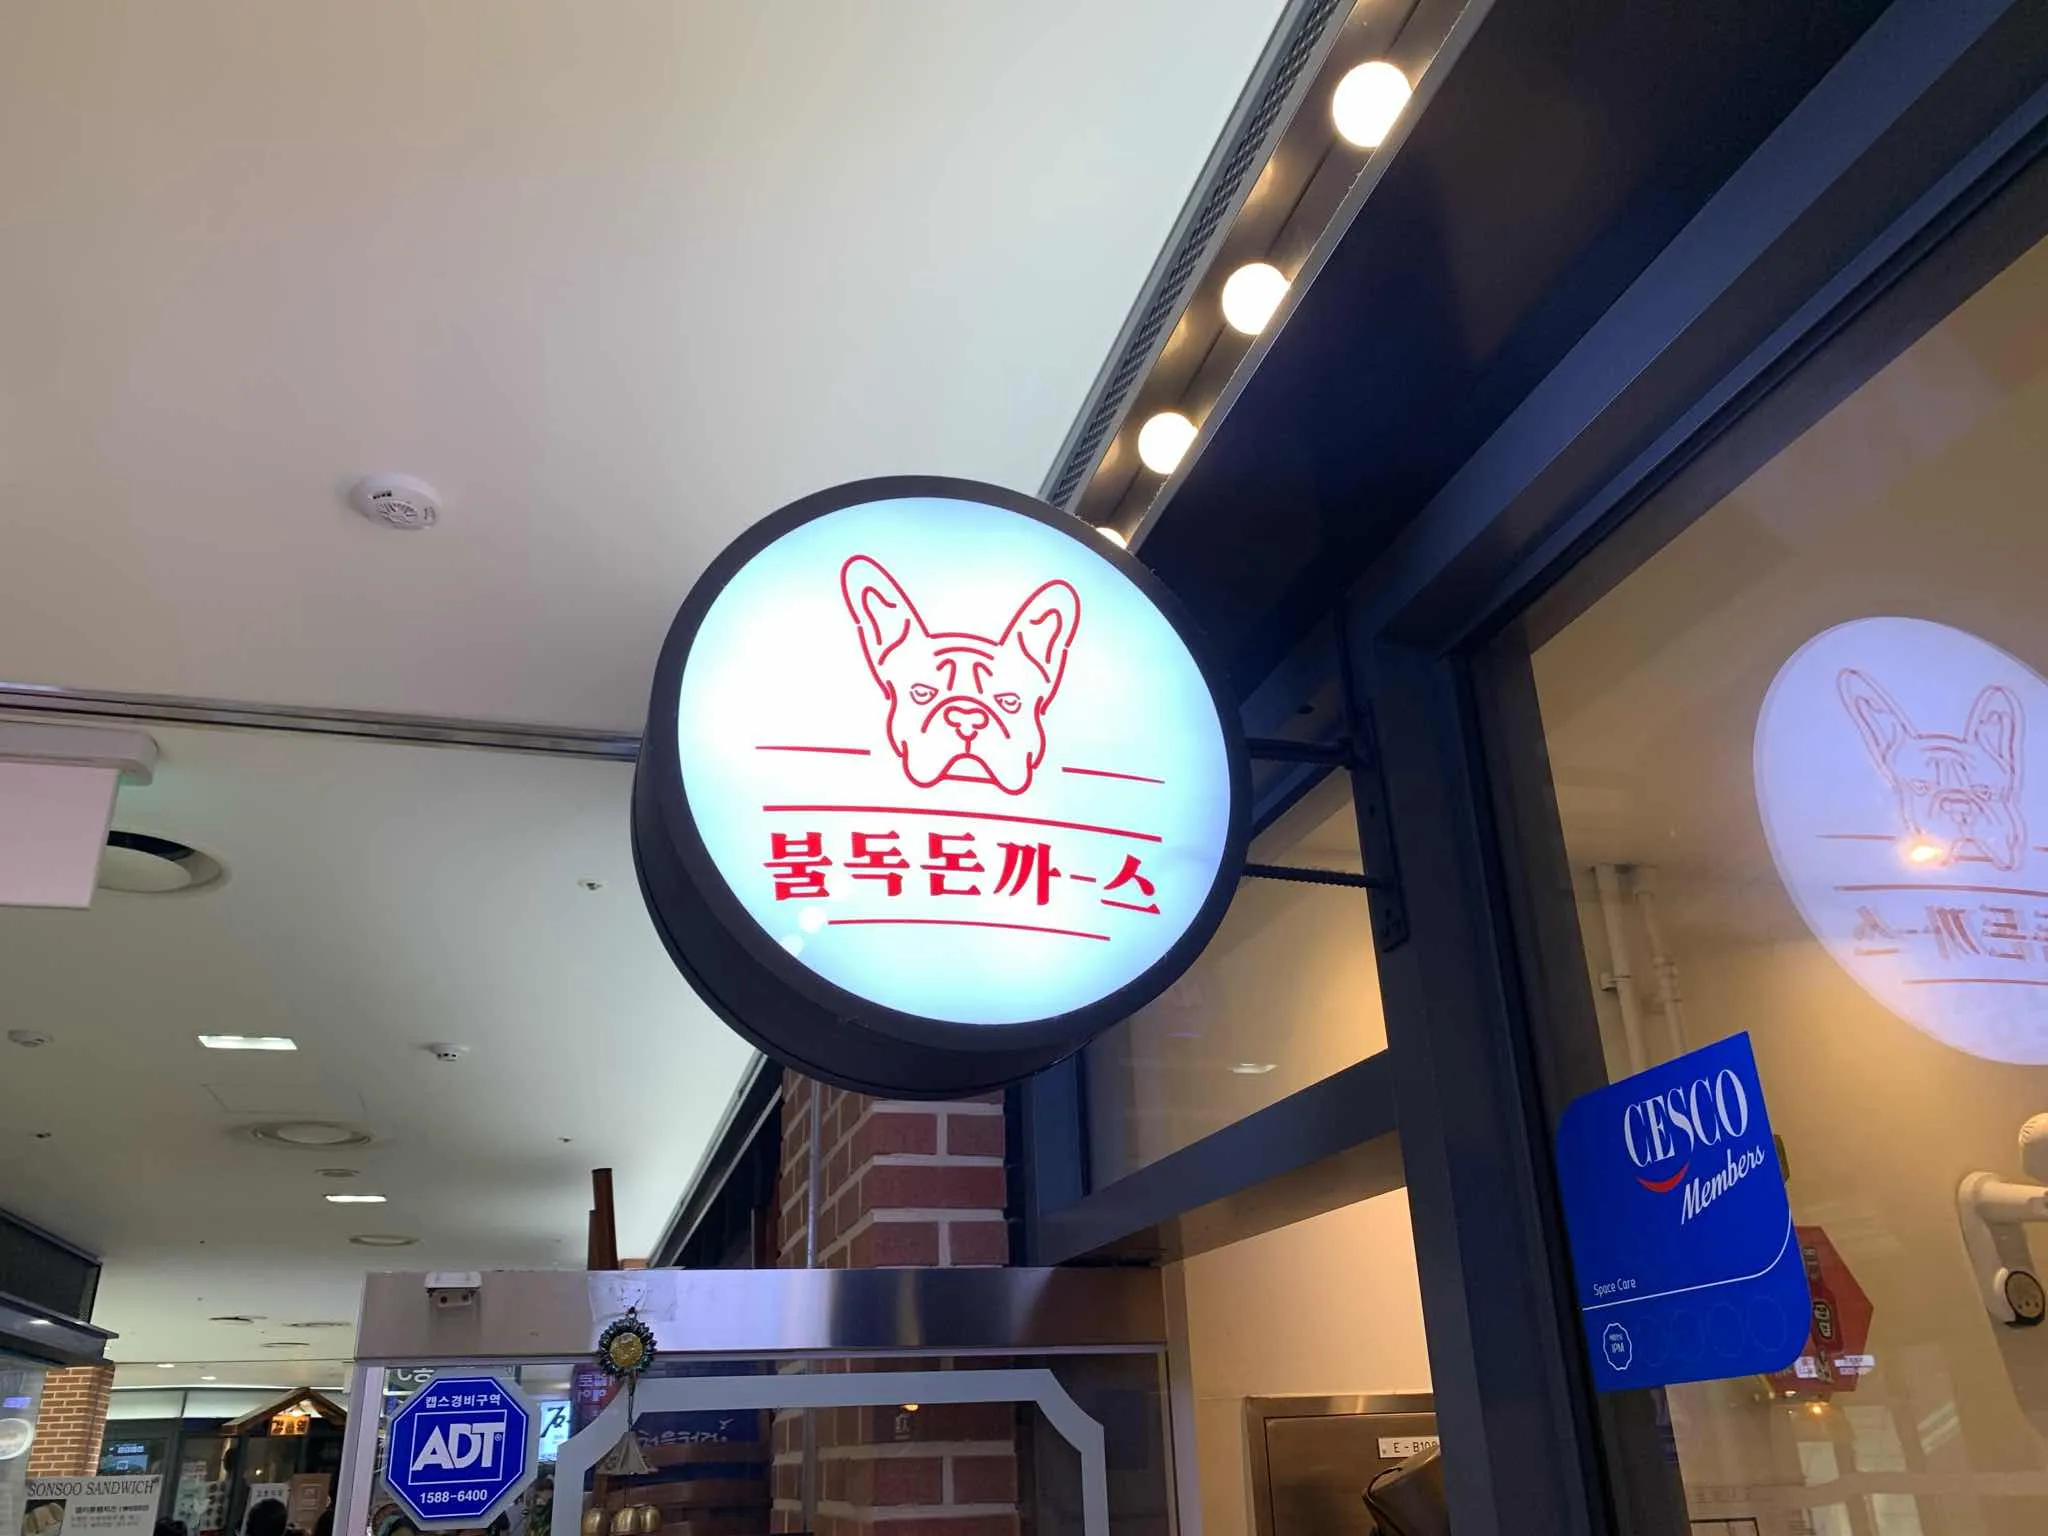 불독돈까-스
CESCO
Members
Space Care
IPM
캡스경비구역
ADT
1588-6400
SONSOO SANDWICH